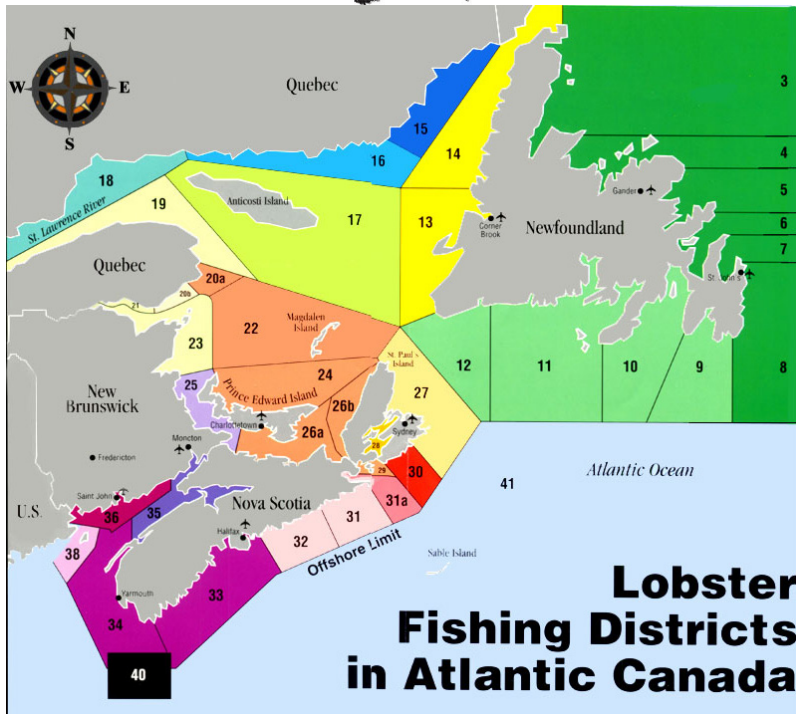 N
W E
S
Quebec
3
15
14
4
16
18
5
Anticosti Island
Gander
St. Lawrence River
19
17
13
Corner
Brook
Newfoundland
6
7
Quebec
20a
St. John's
20b
21
22
Magdalen
Island
23
St. Paul's
Island
12
11
10
9
8
24
27
25
Prince Edward Island
New
Brunswick
26b
Charlottetown
26a
Sydney
28
Moncton
Fredericton
29
30
41
Atlantic Ocean
Saint John
Nova Scotia
31a
U.S.
36
35
31
32
Halifax
38
Offshore Limit
Sable Island
33
Yarmouth
34
40
Lobster
Fishing Districts
in Atlantic Canada